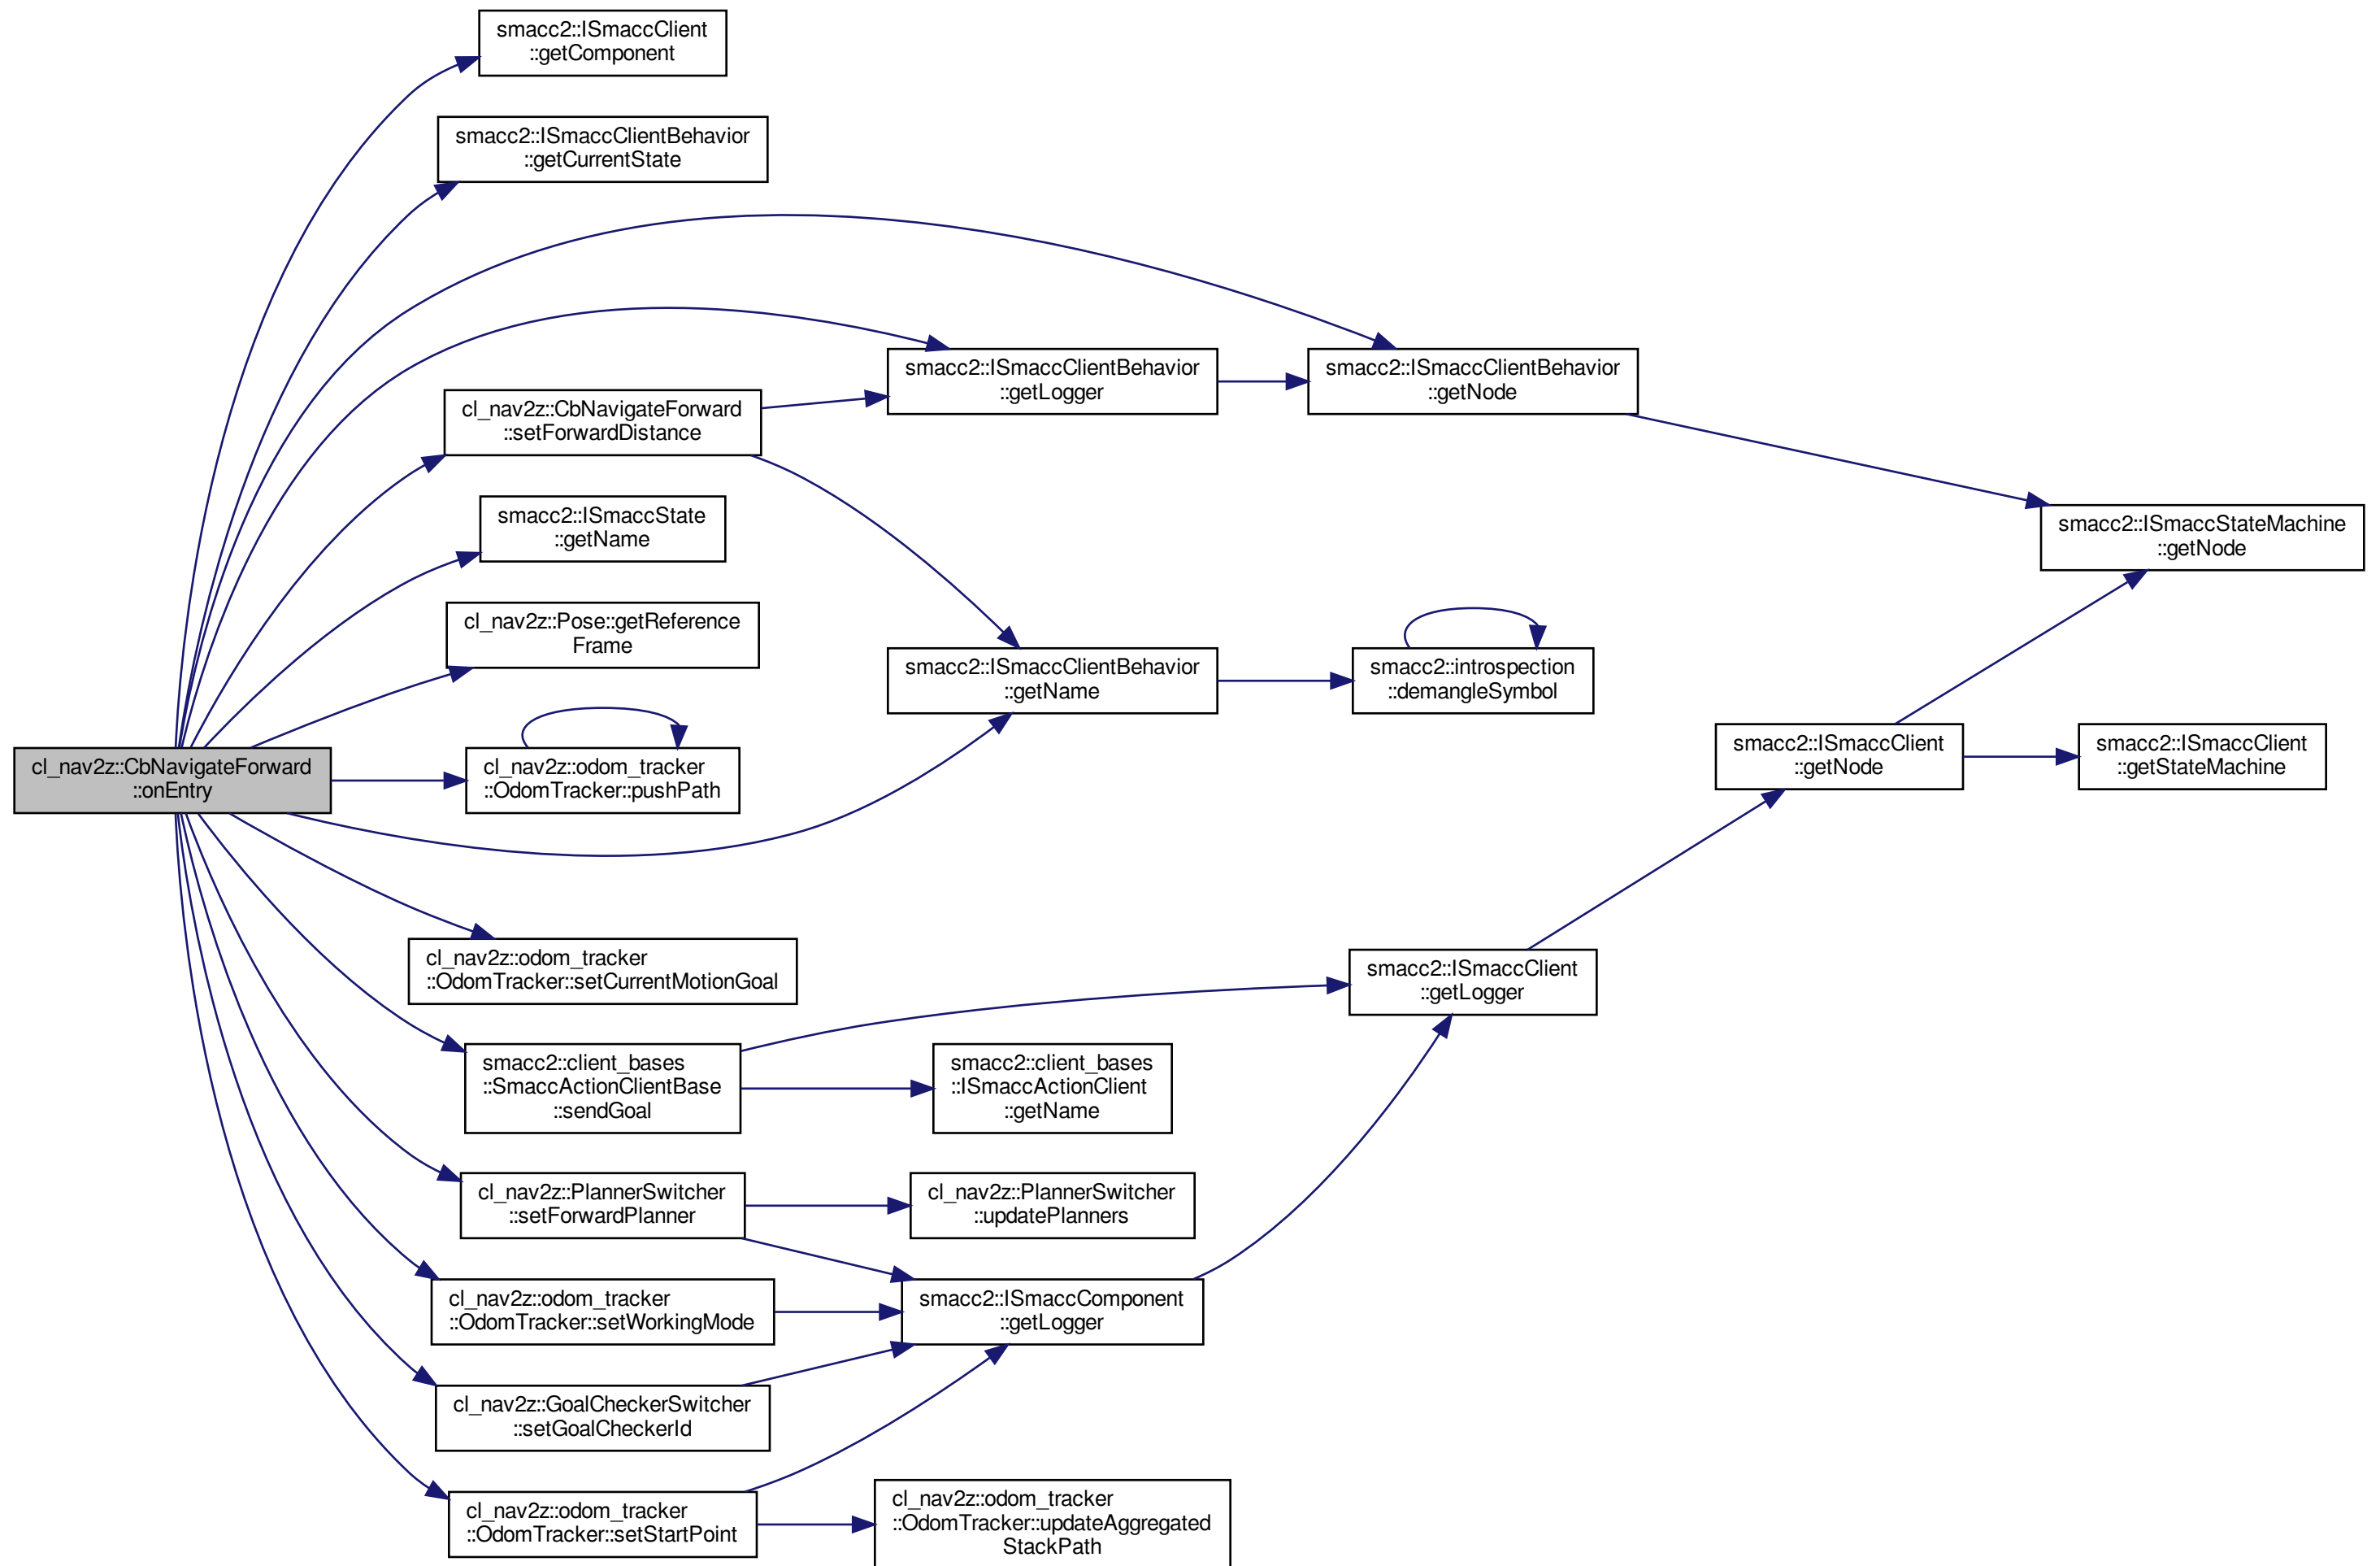 smacc2::ISmaccClient
::getComponent
smacc2::ISmaccClientBehavior
::getCurrentState
smacc2::ISmaccClientBehavior
::getLogger
smacc2::ISmaccClientBehavior
::getNode
cl_nav2z::CbNavigateForward
::setForwardDistance
smacc2::ISmaccState
::getName
smacc2::ISmaccStateMachine
::getNode
cl_nav2z::Pose::getReference
Frame
smacc2::ISmaccClientBehavior
::getName
smacc2::introspection
::demangleSymbol
cl_nav2z::CbNavigateForward
::onEntry
cl_nav2z::odom_tracker
::OdomTracker::pushPath
smacc2::ISmaccClient
::getNode
smacc2::ISmaccClient
::getStateMachine
cl_nav2z::odom_tracker
::OdomTracker::setCurrentMotionGoal
smacc2::ISmaccClient
::getLogger
smacc2::client_bases
::SmaccActionClientBase
::sendGoal
smacc2::client_bases
::ISmaccActionClient
::getName
cl_nav2z::PlannerSwitcher
::setForwardPlanner
cl_nav2z::PlannerSwitcher
::updatePlanners
cl_nav2z::odom_tracker
::OdomTracker::setWorkingMode
smacc2::ISmaccComponent
::getLogger
cl_nav2z::GoalCheckerSwitcher
::setGoalCheckerId
cl_nav2z::odom_tracker
::OdomTracker::setStartPoint
cl_nav2z::odom_tracker
::OdomTracker::updateAggregated
StackPath